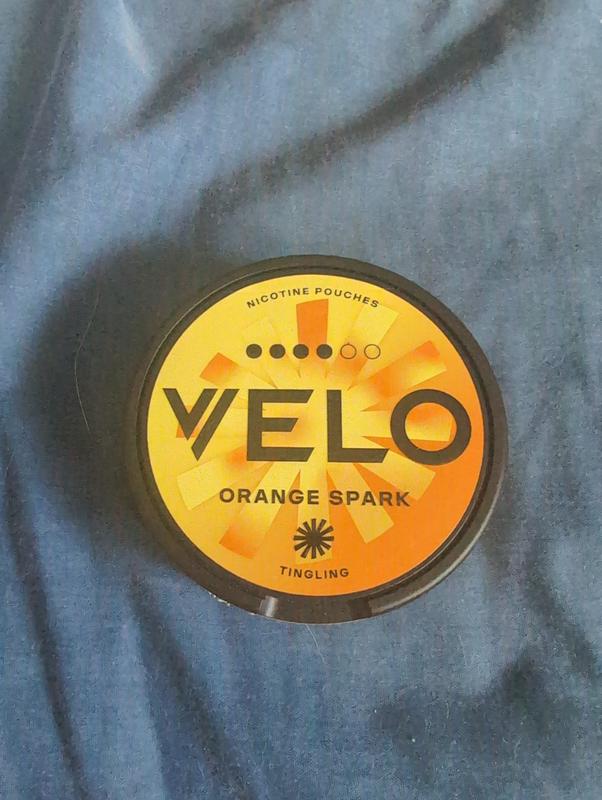 NICOTINE POUCHES
VELO
ORANGE SPARK
TINGLING